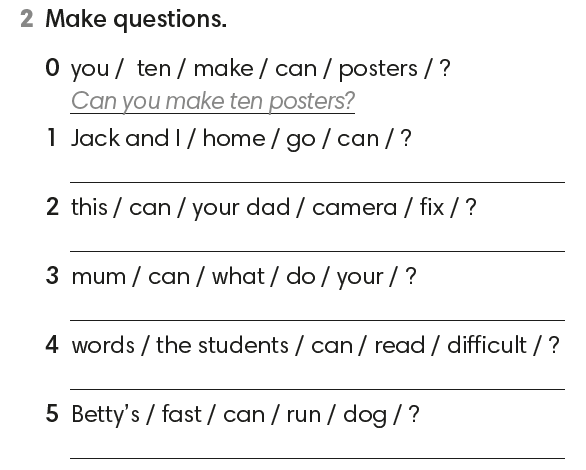 2 Make questions.
0 you / ten / make / can / posters / ?
Can you make ten posters?
1 Jack and I / home / go / can / ?
2 this / can / your dad / camera / fix / ?
3 mum / can / what / do / your / ?
4 words / the students / can / read / difficult / ?
5 Betty's / fast / can / run / dog / ?